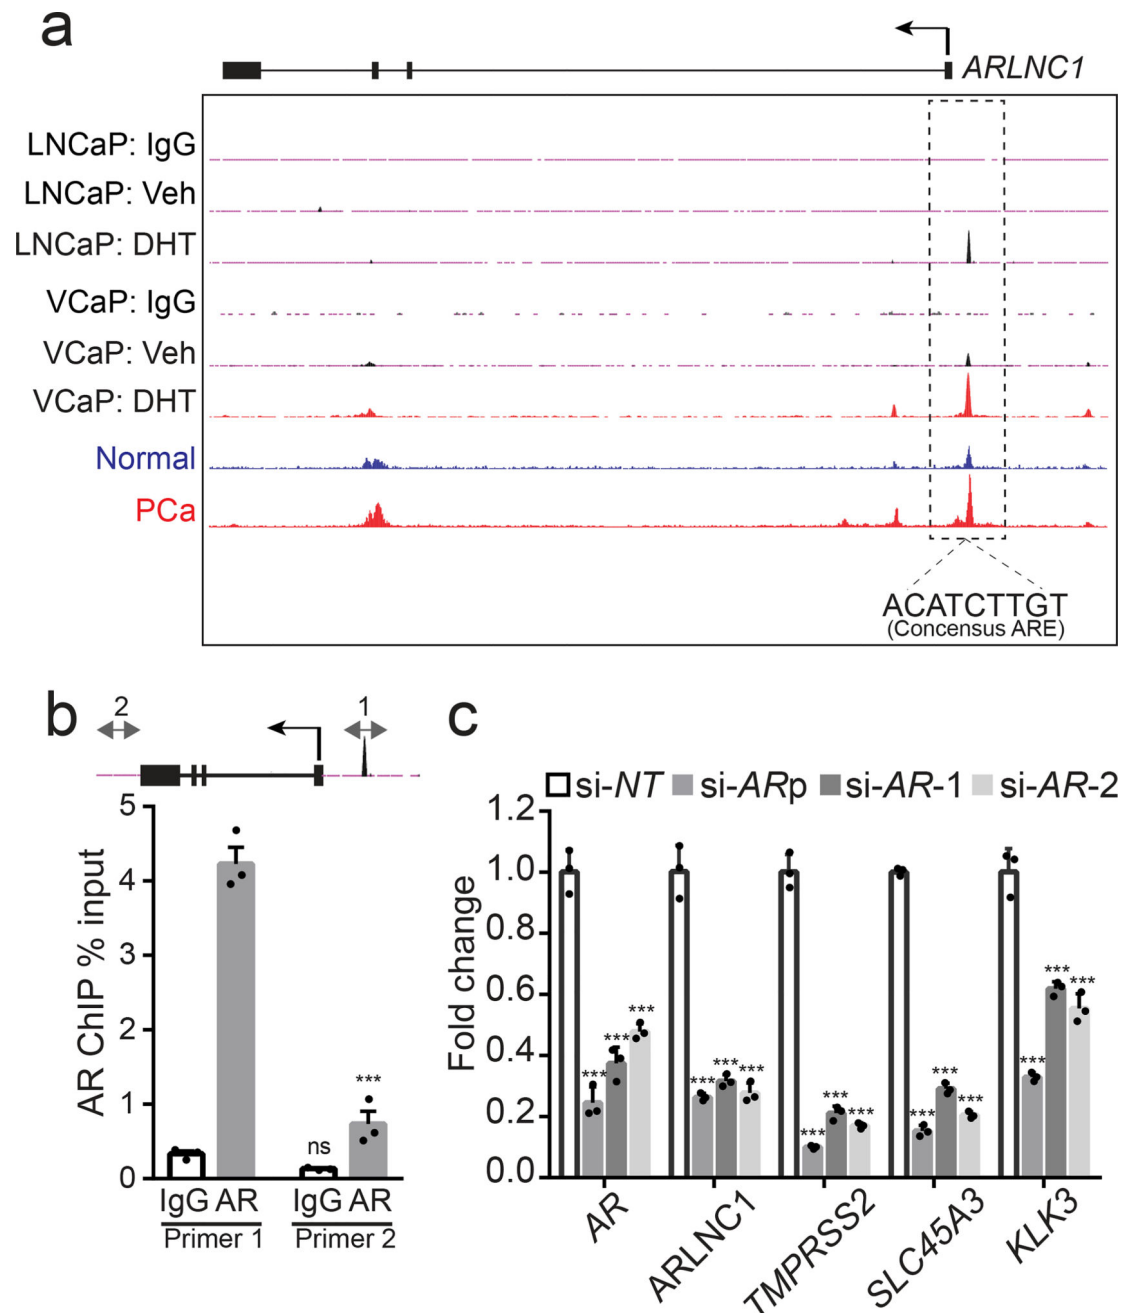 a
ARLNC1
LNCaP: IgG
LNCaP: Veh
LNCaP: DHT
VCaP: IgG
VCaP: Veh
VCaP: DHT
Normal
PCa
ACATCTTGT
(Concensus ARE)
b
2
1
AR ChIP % input
5
4
3
2
1
0
ns
***
IgG AR
IgG AR
Primer 1
Primer 2
c
si-NT si-ARp si-AR-1 si-AR-2
Fold change
1.2
1.0
0.8
0.6
0.4
0.2
0.0
*** *** ***
*** *** ***
*** *** ***
*** *** ***
*** *** ***
AR
ARLNC1
TMPRSS2
SLC45A3
KLK3